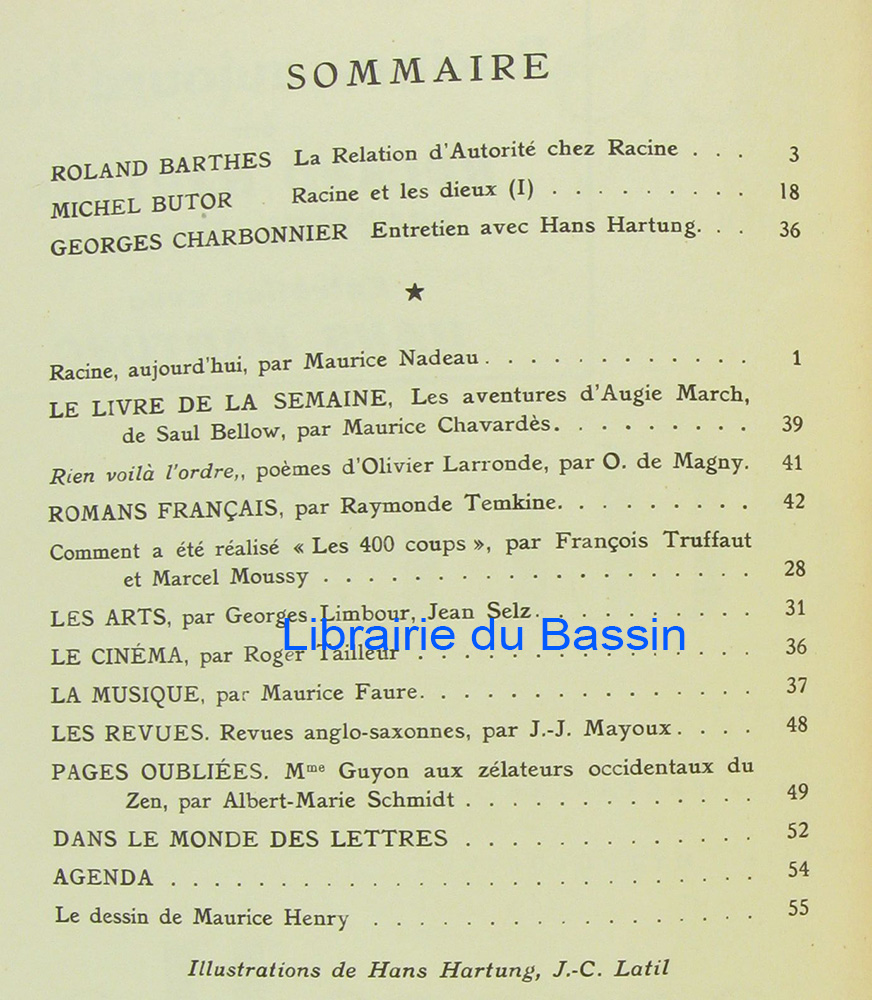 SOMMAIRE
ROLAND BARTHES La Relation d'Autorité chez Racine . . . 3
MICHEL BUTOR Racine et les dieux (I) . . . . . . . . . 18
GEORGES CHARBONNIER Entretien avec Hans Hartung. . . 36
★
Racine, aujourd'hui, par Maurice Nadeau. . . . . . . . . . . . 1
LE LIVRE DE LA SEMAINE, Les aventures d'Augie March,
de Saul Bellow, par Maurice Chavardès. . . . . . . . . 39
Rien voilà l'ordre,, poèmes d'Olivier Larronde, par O. de Magny. 41
ROMANS FRANÇAIS, par Raymonde Temkine. . . . . . . . . 42
Comment a été réalisé « Les 400 coups », par François Truffaut
et Marcel Moussy . . . . . . . . . . . . . . . . . . . 28
LES ARTS, par Georges Limbour, Jean Selz. . . . . . . . . . 31
Librairie du Bassin
LE CINÉMA, par Roger Tailleur . . . . . . . . . . . . . . . 36
LA MUSIQUE, par Maurice Faure. . . . . . . . . . . . . . . 37
LES REVUES. Revues anglo-saxonnes, par J.-J. Mayoux. . . . 48
PAGES OUBLIÉES. Mme Guyon aux zélateurs occidentaux du
Zen, par Albert-Marie Schmidt . . . . . . . . . . . . . 49
DANS LE MONDE DES LETTRES . . . . . . . . . . . . . 52
AGENDA . . . . . . . . . . . . . . . . . . . . . . . . . . 54
Le dessin de Maurice Henry . . . . . . . . . . . . . . . . . 55
Illustrations de Hans Hartung, J.-C. Latil